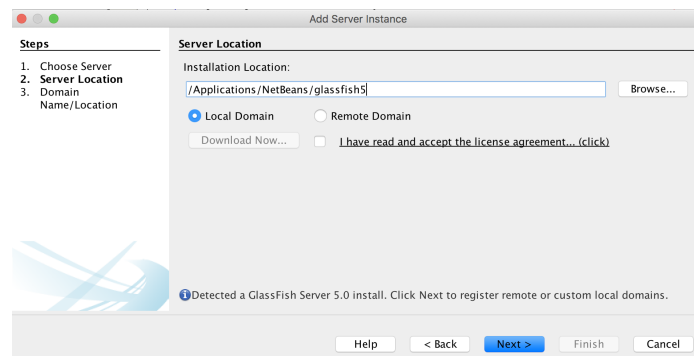 Add Server Instance
Steps
1. Choose Server
2. Server Location
3. Domain
Name/Location
Server Location
Installation Location:
/Applications/NetBeans/glassfish5
Browse...
Local Domain
Remote Domain
Download Now...
I have read and accept the license agreement... (click)
Detected a GlassFish Server 5.0 install. Click Next to register remote or custom local domains.
Help
< Back
Next >
Finish
Cancel